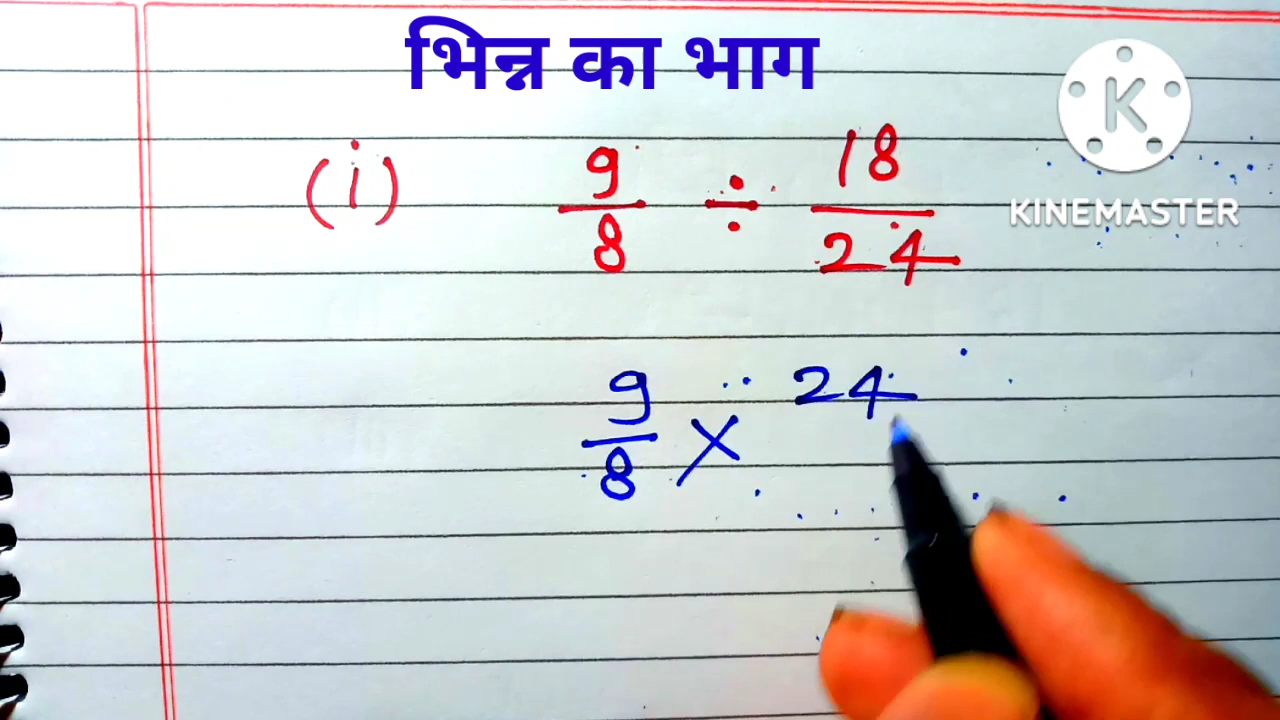 भिन्न का भाग
K
KINEMASTER
(i) 9/8 ÷ 18/24
9/8 × 24